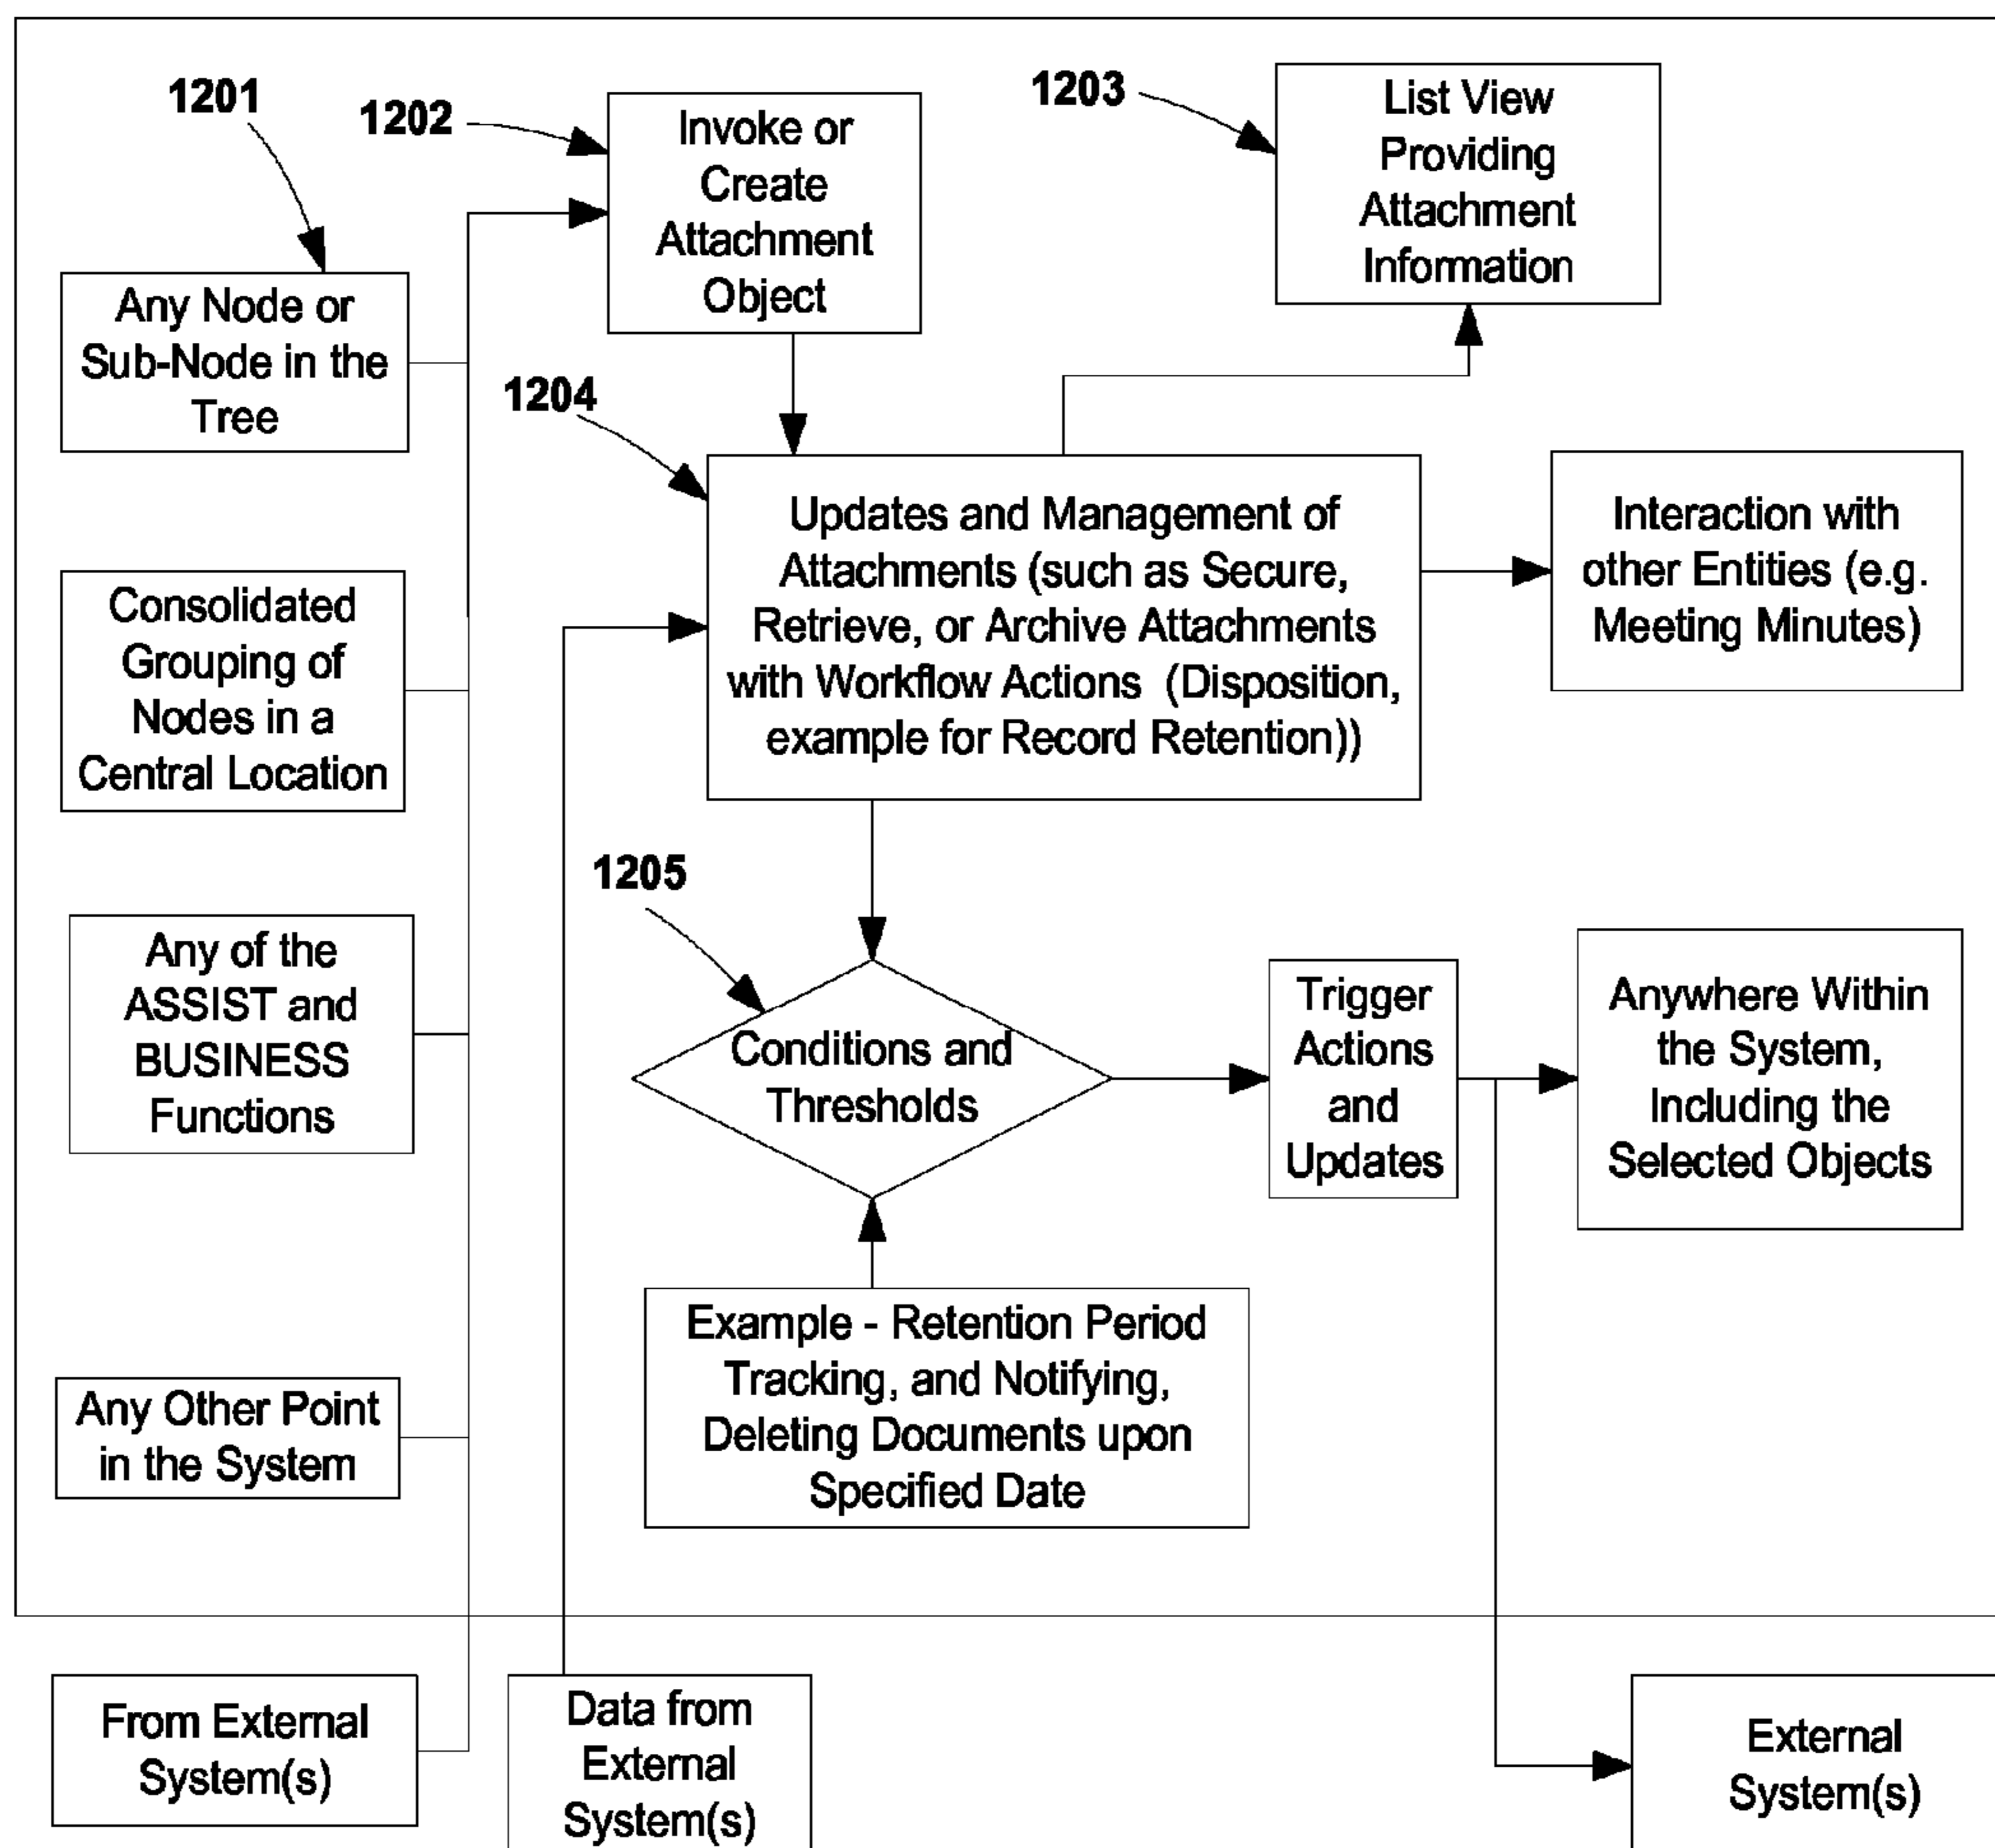 1201
1202
Invoke or
Create
Attachment
Object
1203
List View
Providing
Attachment
Information
Any Node or
Sub-Node in the
Tree
1204
Updates and Management of
Attachments (such as Secure,
Retrieve, or Archive Attachments
with Workflow Actions (Disposition,
example for Record Retention))
Interaction with
other Entities (e.g.
Meeting Minutes)
Consolidated
Grouping of
Nodes in a
Central Location
1205
Any of the
ASSIST and
BUSINESS
Functions
Conditions and
Thresholds
Trigger
Actions
and
Updates
Anywhere Within
the System,
Including the
Selected Objects
Example - Retention Period
Tracking, and Notifying,
Deleting Documents upon
Specified Date
Any Other Point
in the System
From External
System(s)
Data from
External
System(s)
External
System(s)